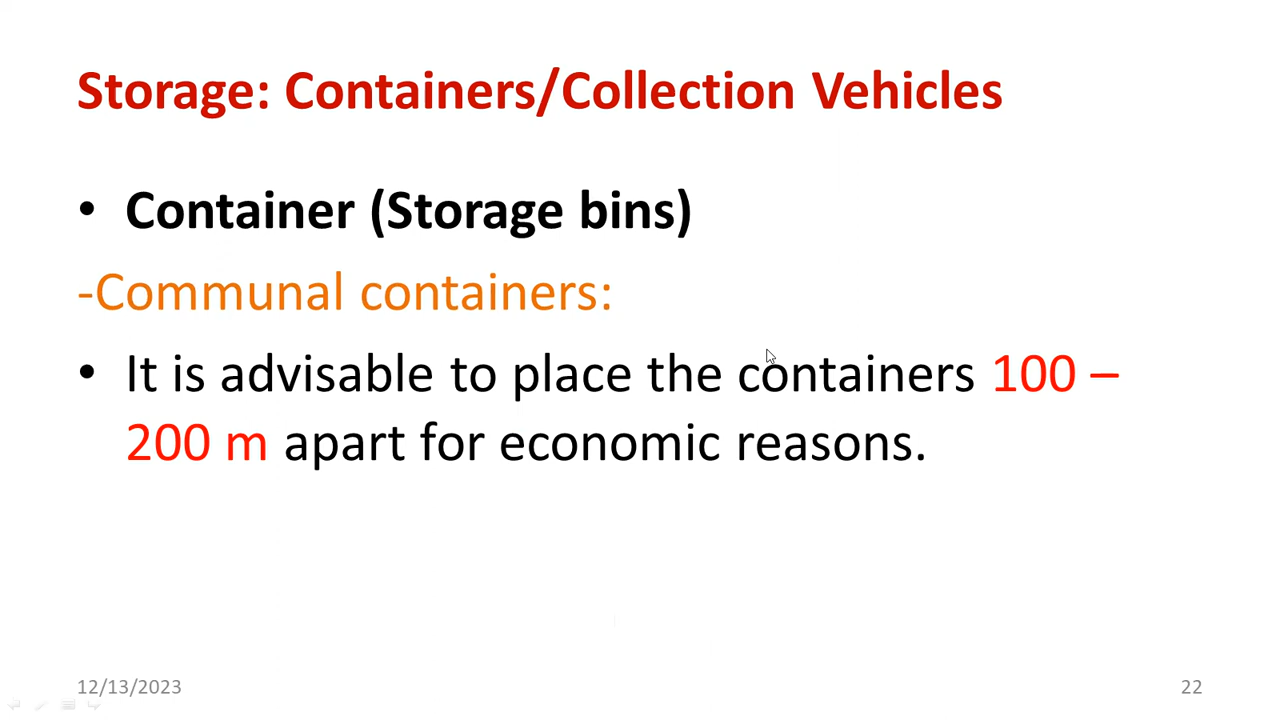 Storage: Containers/Collection Vehicles
• Container (Storage bins)
-Communal containers:
• It is advisable to place the containers 100 –
200 m apart for economic reasons.
12/13/2023
22